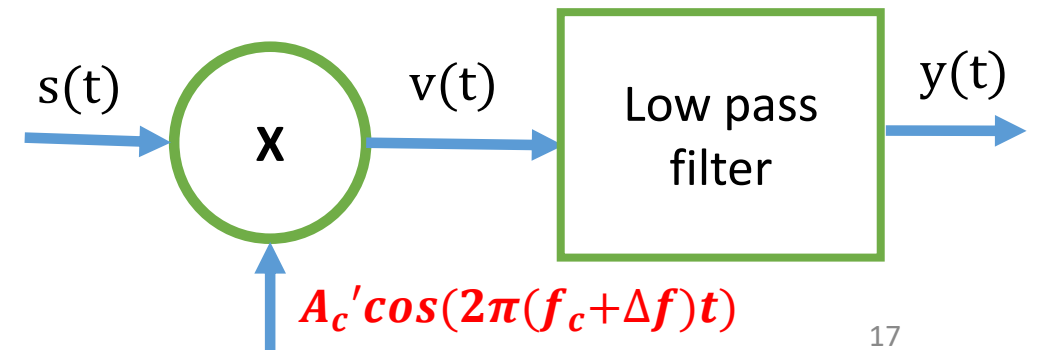 s(t)
X
v(t)
Low pass
filter
y(t)
A_c'cos(2π(f_c+Δf)t)
17